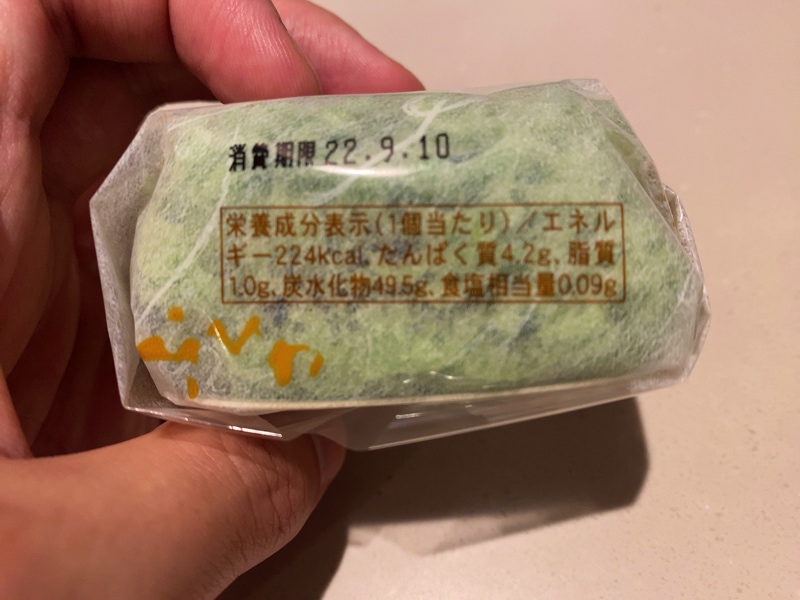 消費期限 22.9.10
栄養成分表示(1個当たり)/エネル
ギー224kcal、たんぱく質4.2g、脂質
1.0g、炭水化物49.5g、食塩相当量0.09g